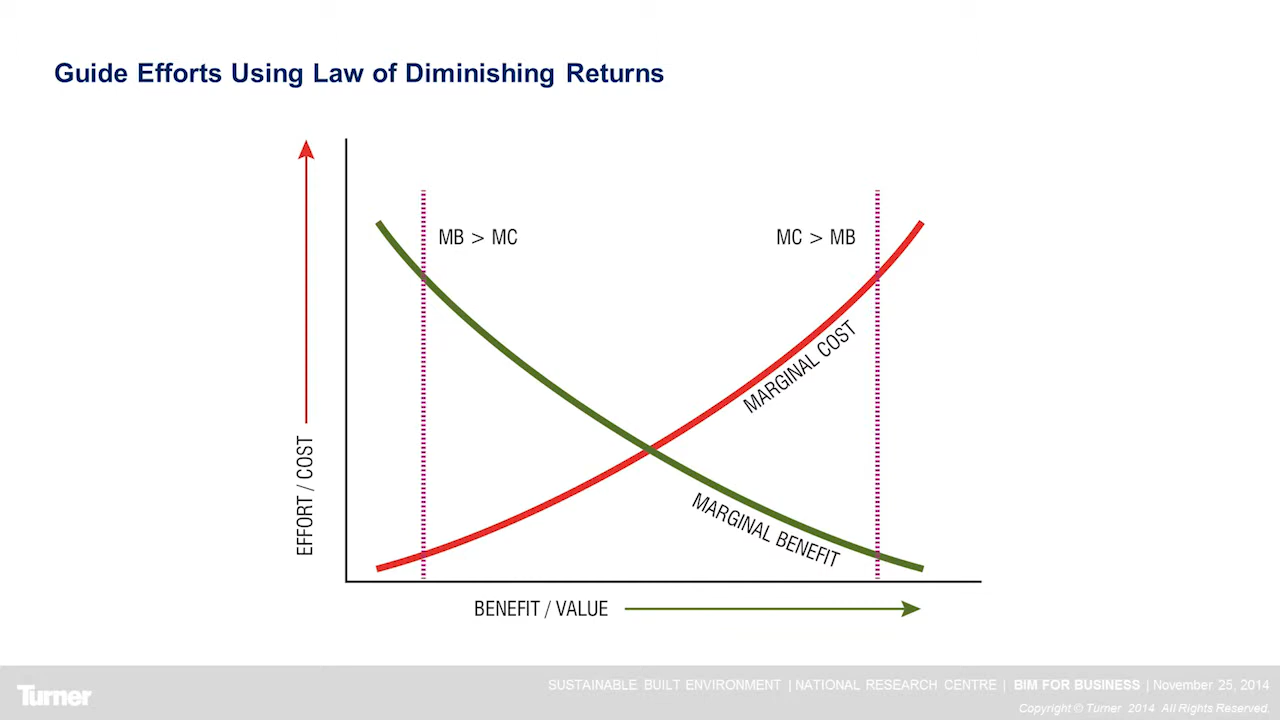 Guide Efforts Using Law of Diminishing Returns
MB > MC
MC > MB
MARGINAL COST
MARGINAL BENEFIT
EFFORT / COST
BENEFIT / VALUE
Turner
SUSTAINABLE BUILT ENVIRONMENT | NATIONAL RESEARCH CENTRE | BIM FOR BUSINESS | November 25, 2014
Copyright © Turner 2014 All Rights Reserved.